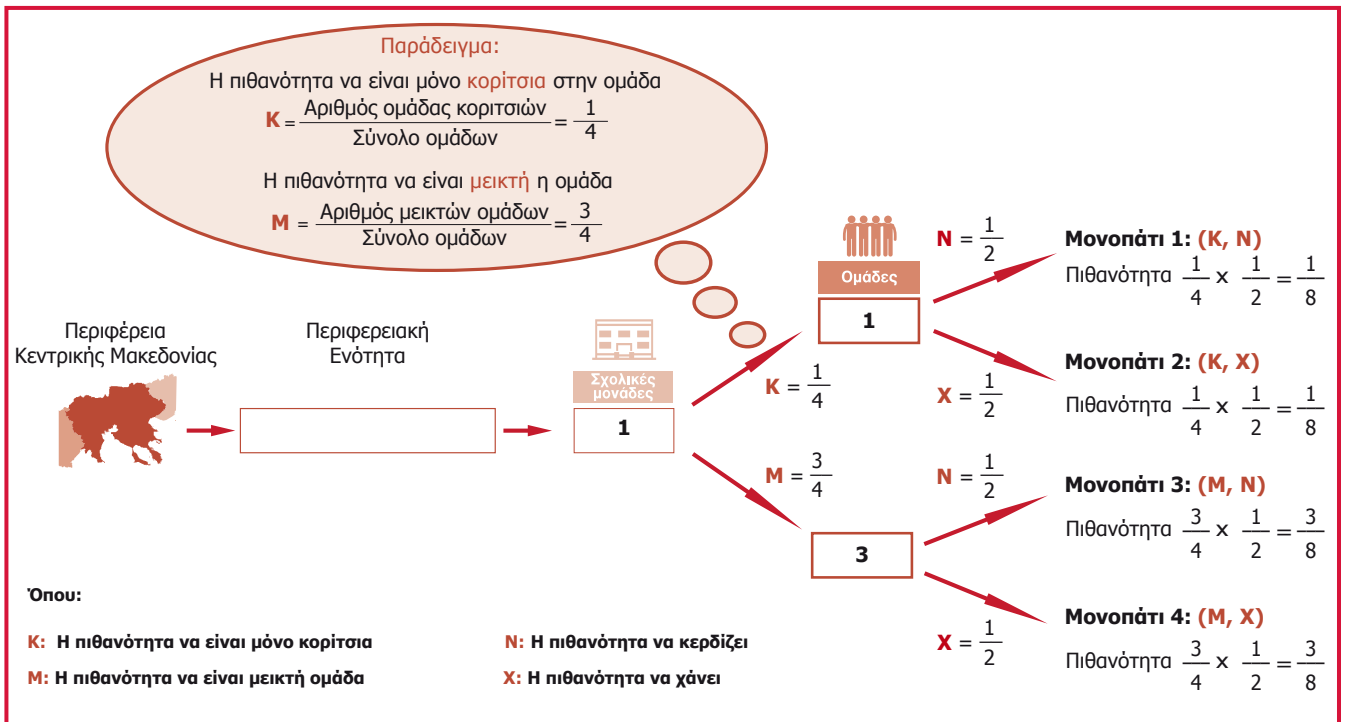 Παράδειγμα:
Η πιθανότητα να είναι μόνο κορίτσια στην ομάδα
Κ = Αριθμός ομάδας κοριτσιών / Σύνολο ομάδων = 1/4
Η πιθανότητα να είναι μεικτή η ομάδα
Μ = Αριθμός μεικτών ομάδων / Σύνολο ομάδων = 3/4
Περιφέρεια
Κεντρικής Μακεδονίας
Περιφερειακή
Ενότητα
Σχολικές
μονάδες
1
Κ = 1/4
Μ = 3/4
Ομάδες
1
3
Ν = 1/2
Χ = 1/2
Ν = 1/2
Χ = 1/2
Μονοπάτι 1: (Κ, Ν)
Πιθανότητα 1/4 x 1/2 = 1/8
Μονοπάτι 2: (Κ, Χ)
Πιθανότητα 1/4 x 1/2 = 1/8
Μονοπάτι 3: (Μ, Ν)
Πιθανότητα 3/4 x 1/2 = 3/8
Μονοπάτι 4: (Μ, Χ)
Πιθανότητα 3/4 x 1/2 = 3/8
Όπου:
Κ: Η πιθανότητα να είναι μόνο κορίτσια
Ν: Η πιθανότητα να κερδίζει
Μ: Η πιθανότητα να είναι μεικτή ομάδα
Χ: Η πιθανότητα να χάνει